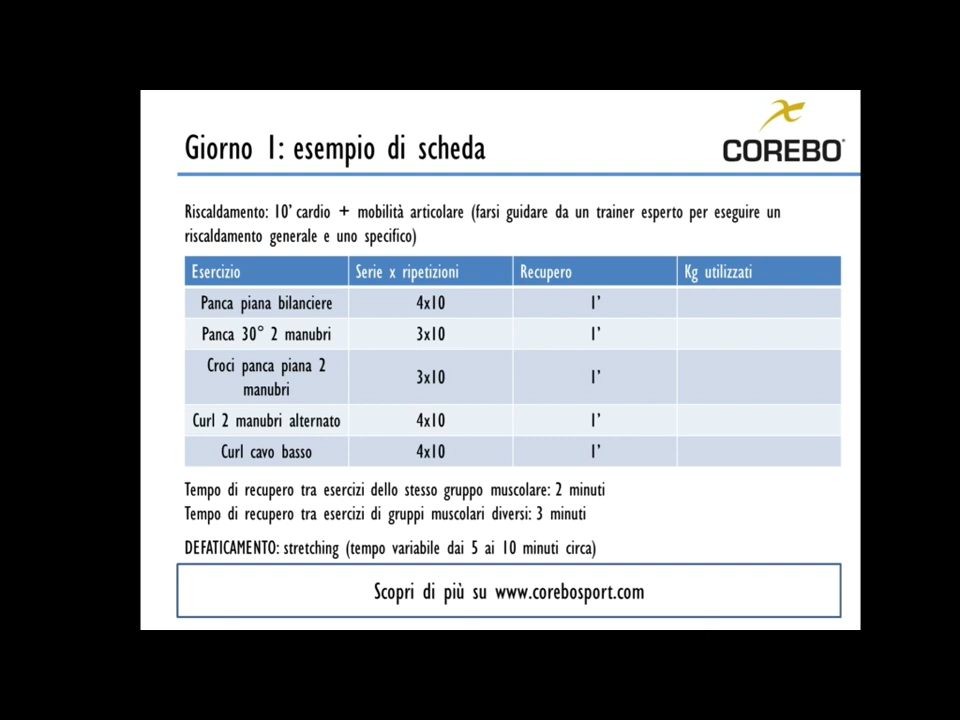 Giorno 1: esempio di scheda
COREBO®
Riscaldamento: 10' cardio + mobilità articolare (farsi guidare da un trainer esperto per eseguire un
riscaldamento generale e uno specifico)
Esercizio Serie x ripetizioni Recupero Kg utilizzati
Panca piana bilanciere 4x10 1'
Panca 30° 2 manubri 3x10 1'
Croci panca piana 2
manubri 3x10 1'
Curl 2 manubri alternato 4x10 1'
Curl cavo basso 4x10 1'
Tempo di recupero tra esercizi dello stesso gruppo muscolare: 2 minuti
Tempo di recupero tra esercizi di gruppi muscolari diversi: 3 minuti
DEFATICAMENTO: stretching (tempo variabile dai 5 ai 10 minuti circa)
Scopri di più su www.corebosport.com